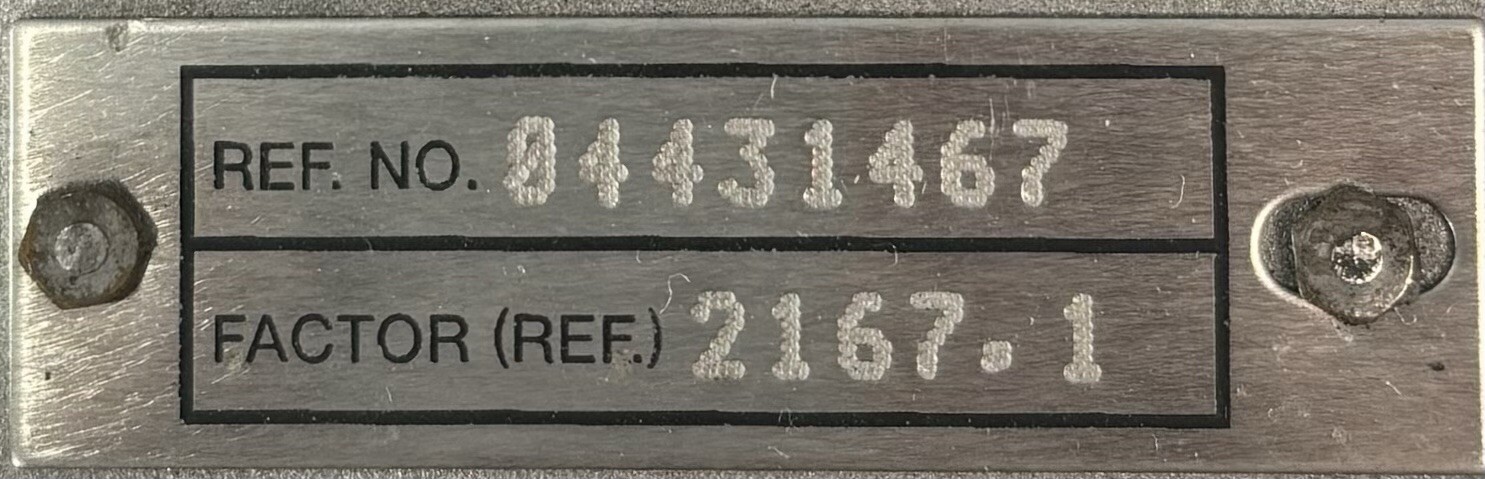 REF. NO. 04431467
FACTOR (REF.) 2167.1